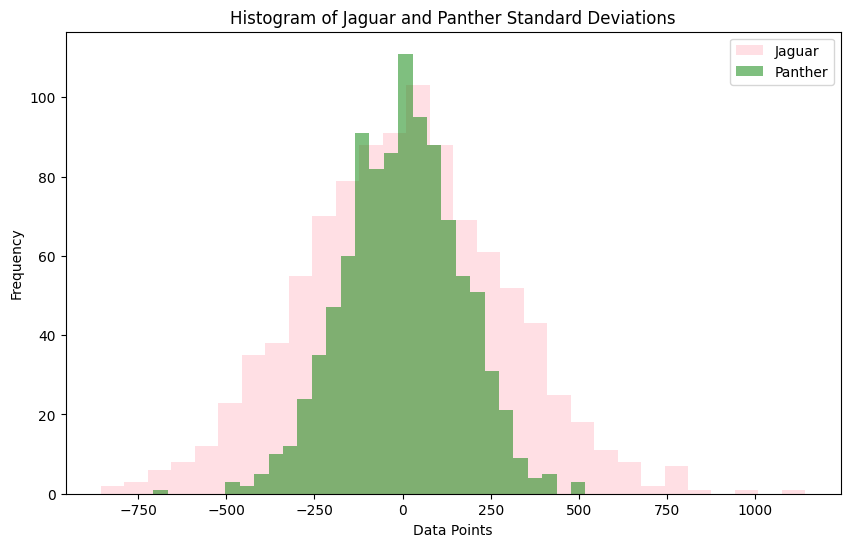 Histogram of Jaguar and Panther Standard Deviations
Jaguar
Panther
100
80
60
40
20
0
Frequency
−750
−500
−250
0
250
500
750
1000
Data Points